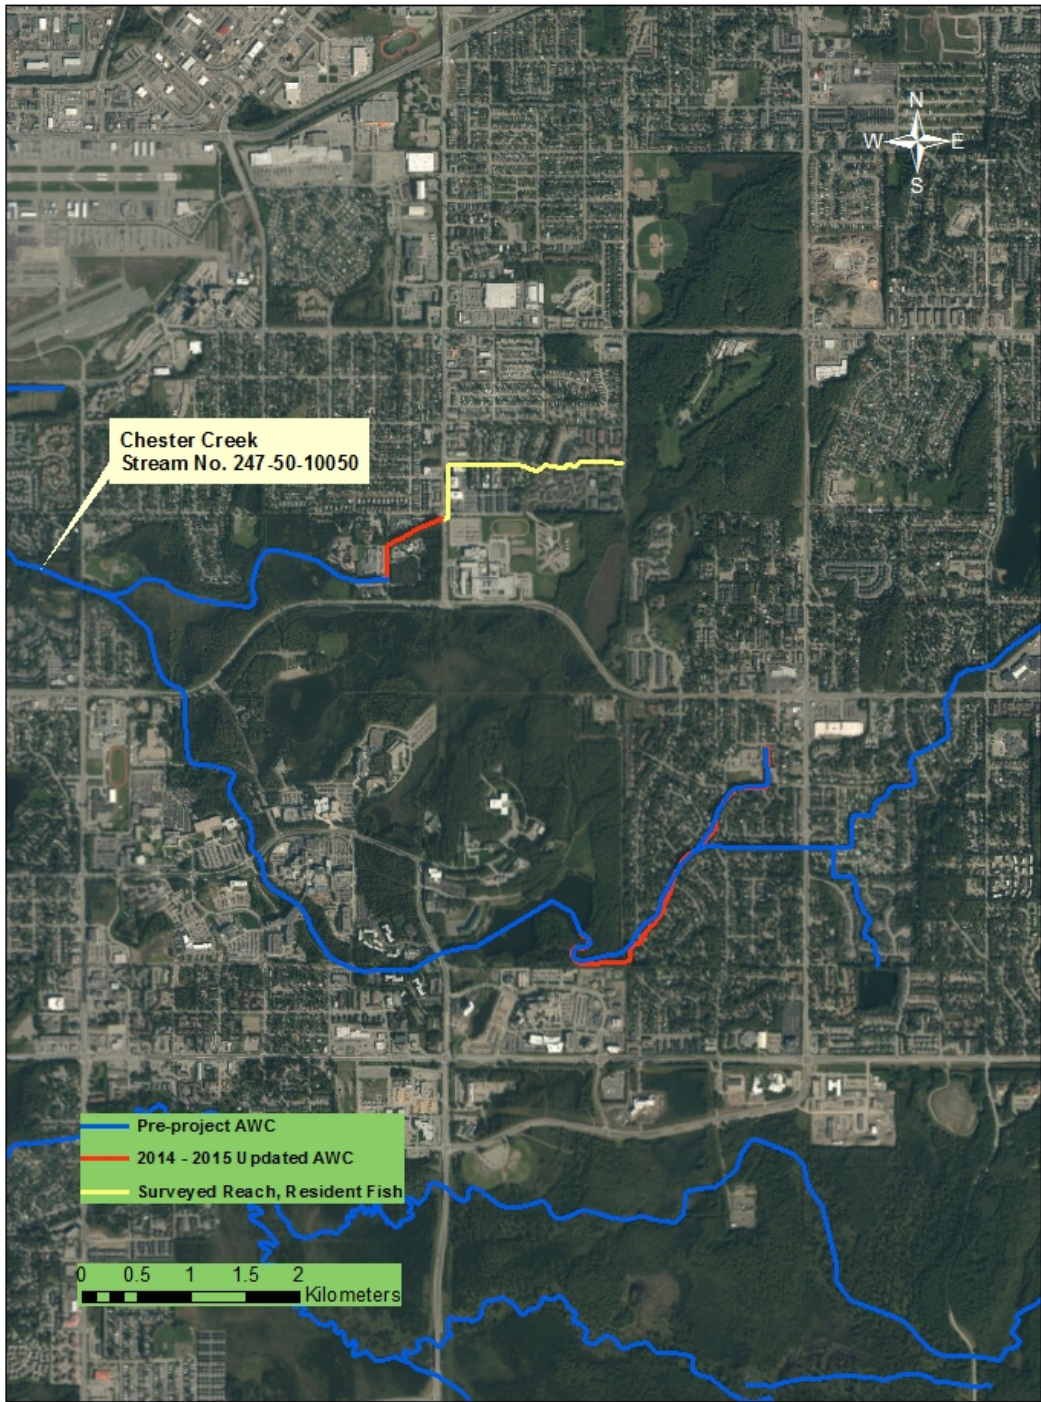 N
W E
S
Chester Creek
Stream No. 247-50-10050
Pre-project AWC
2014 - 2015 Updated AWC
Surveyed Reach, Resident Fish
0 0.5 1 1.5 2
Kilometers